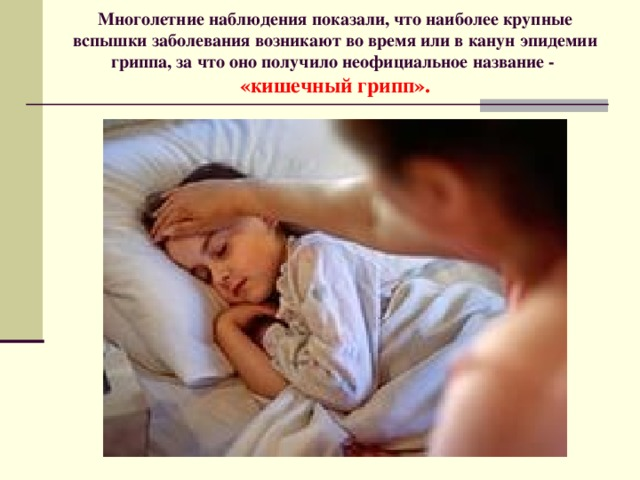 Многолетние наблюдения показали, что наиболее крупные
вспышки заболевания возникают во время или в канун эпидемии
гриппа, за что оно получило неофициальное название -
«кишечный грипп».